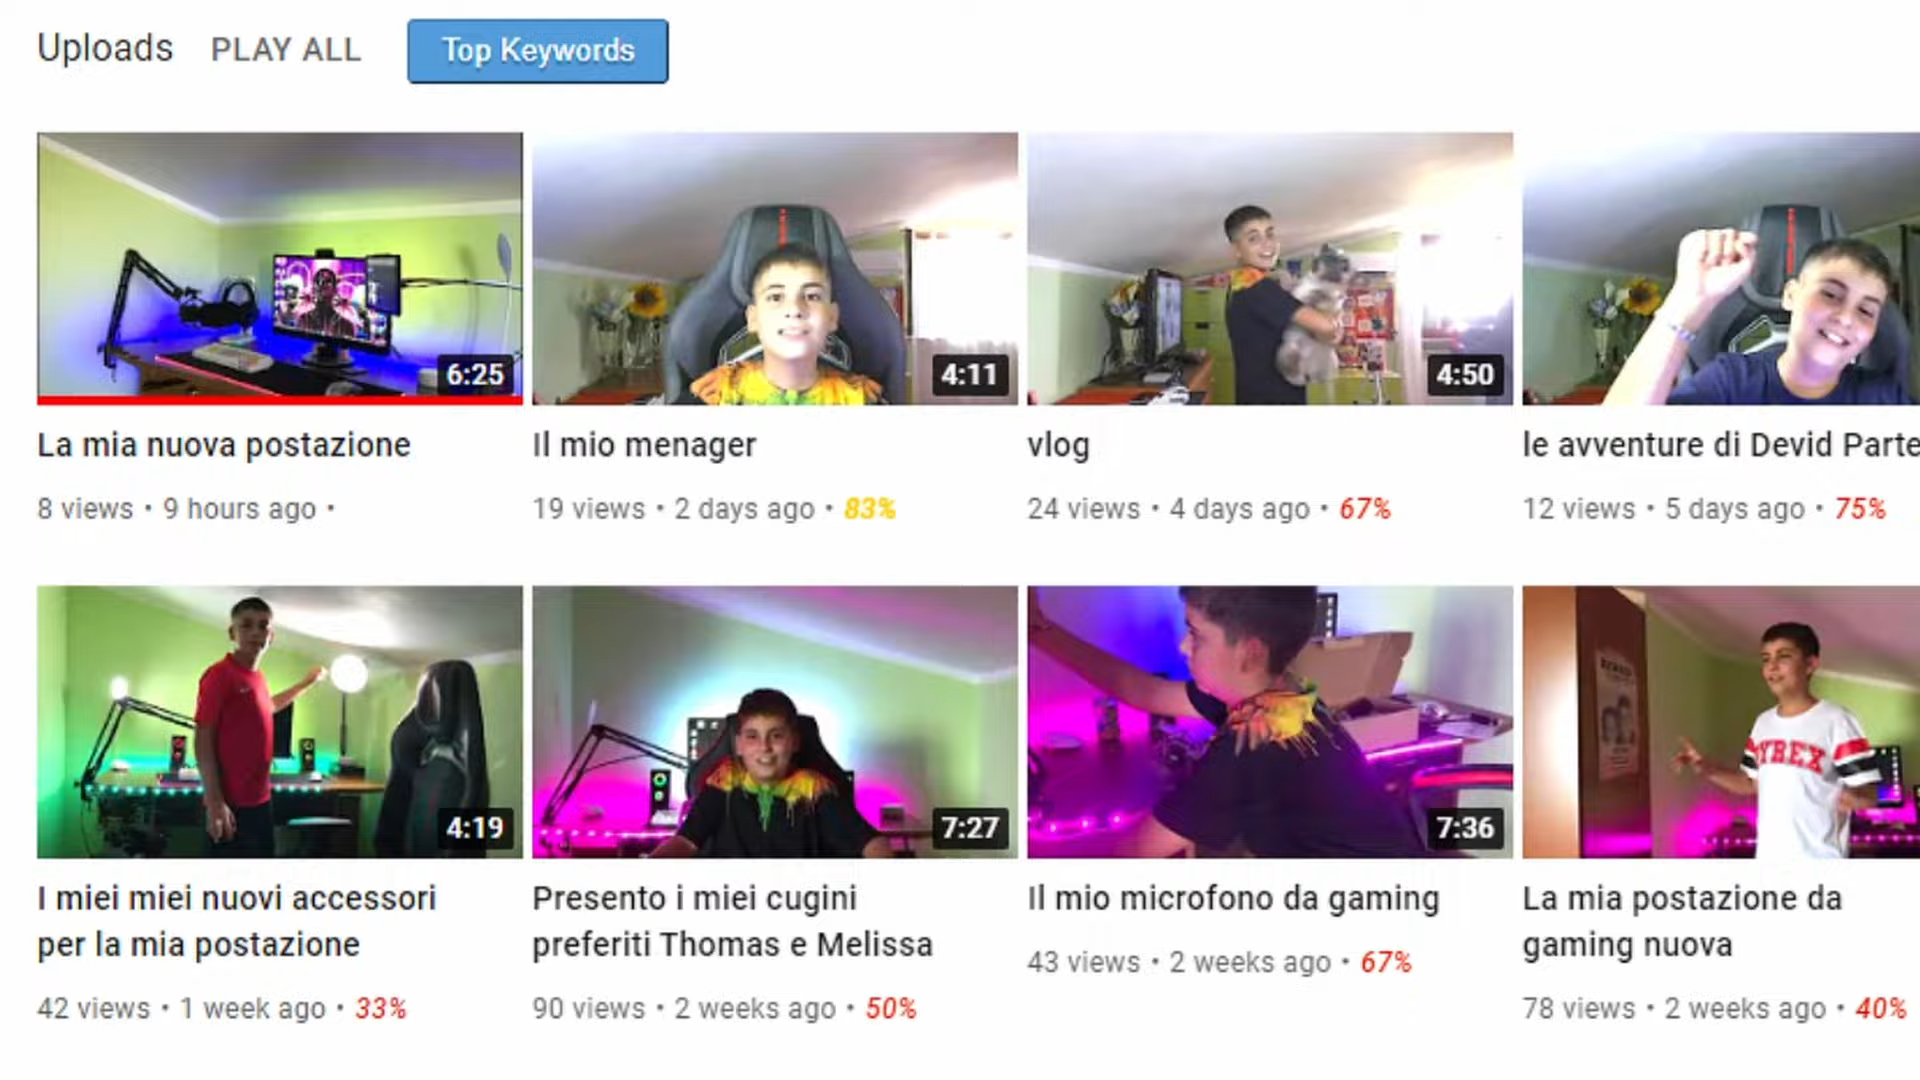 Uploads PLAY ALL Top Keywords
6:25 4:11 4:50
La mia nuova postazione
8 views • 9 hours ago •
Il mio menager
19 views • 2 days ago • 83%
vlog
24 views • 4 days ago • 67%
le avventure di Devid Parte
12 views • 5 days ago • 75%
4:19 7:27 7:36 YREX
I miei miei nuovi accessori
per la mia postazione
42 views • 1 week ago • 33%
Presento i miei cugini
preferiti Thomas e Melissa
90 views • 2 weeks ago • 50%
Il mio microfono da gaming
43 views • 2 weeks ago • 67%
La mia postazione da
gaming nuova
78 views • 2 weeks ago • 40%